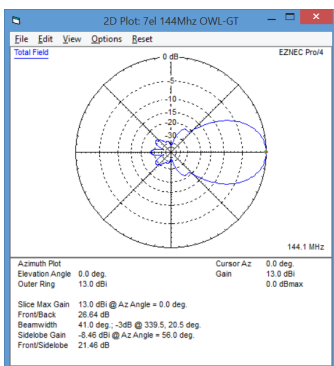 2D Plot: 7el 144Mhz OWL-GT
File Edit View Options Reset
Total Field
EZNEC Pro/4
0 dB
-5
-10
-15
-20
-30
144.1 MHz
Azimuth Plot
Elevation Angle 0.0 deg.
Outer Ring 13.0 dBi
Cursor Az 0.0 deg.
Gain 13.0 dBi
0.0 dBmax
Slice Max Gain 13.0 dBi @ Az Angle = 0.0 deg.
Front/Back 26.64 dB
Beamwidth 41.0 deg.; -3dB @ 339.5, 20.5 deg.
Sidelobe Gain -8.46 dBi @ Az Angle = 56.0 deg.
Front/Sidelobe 21.46 dB